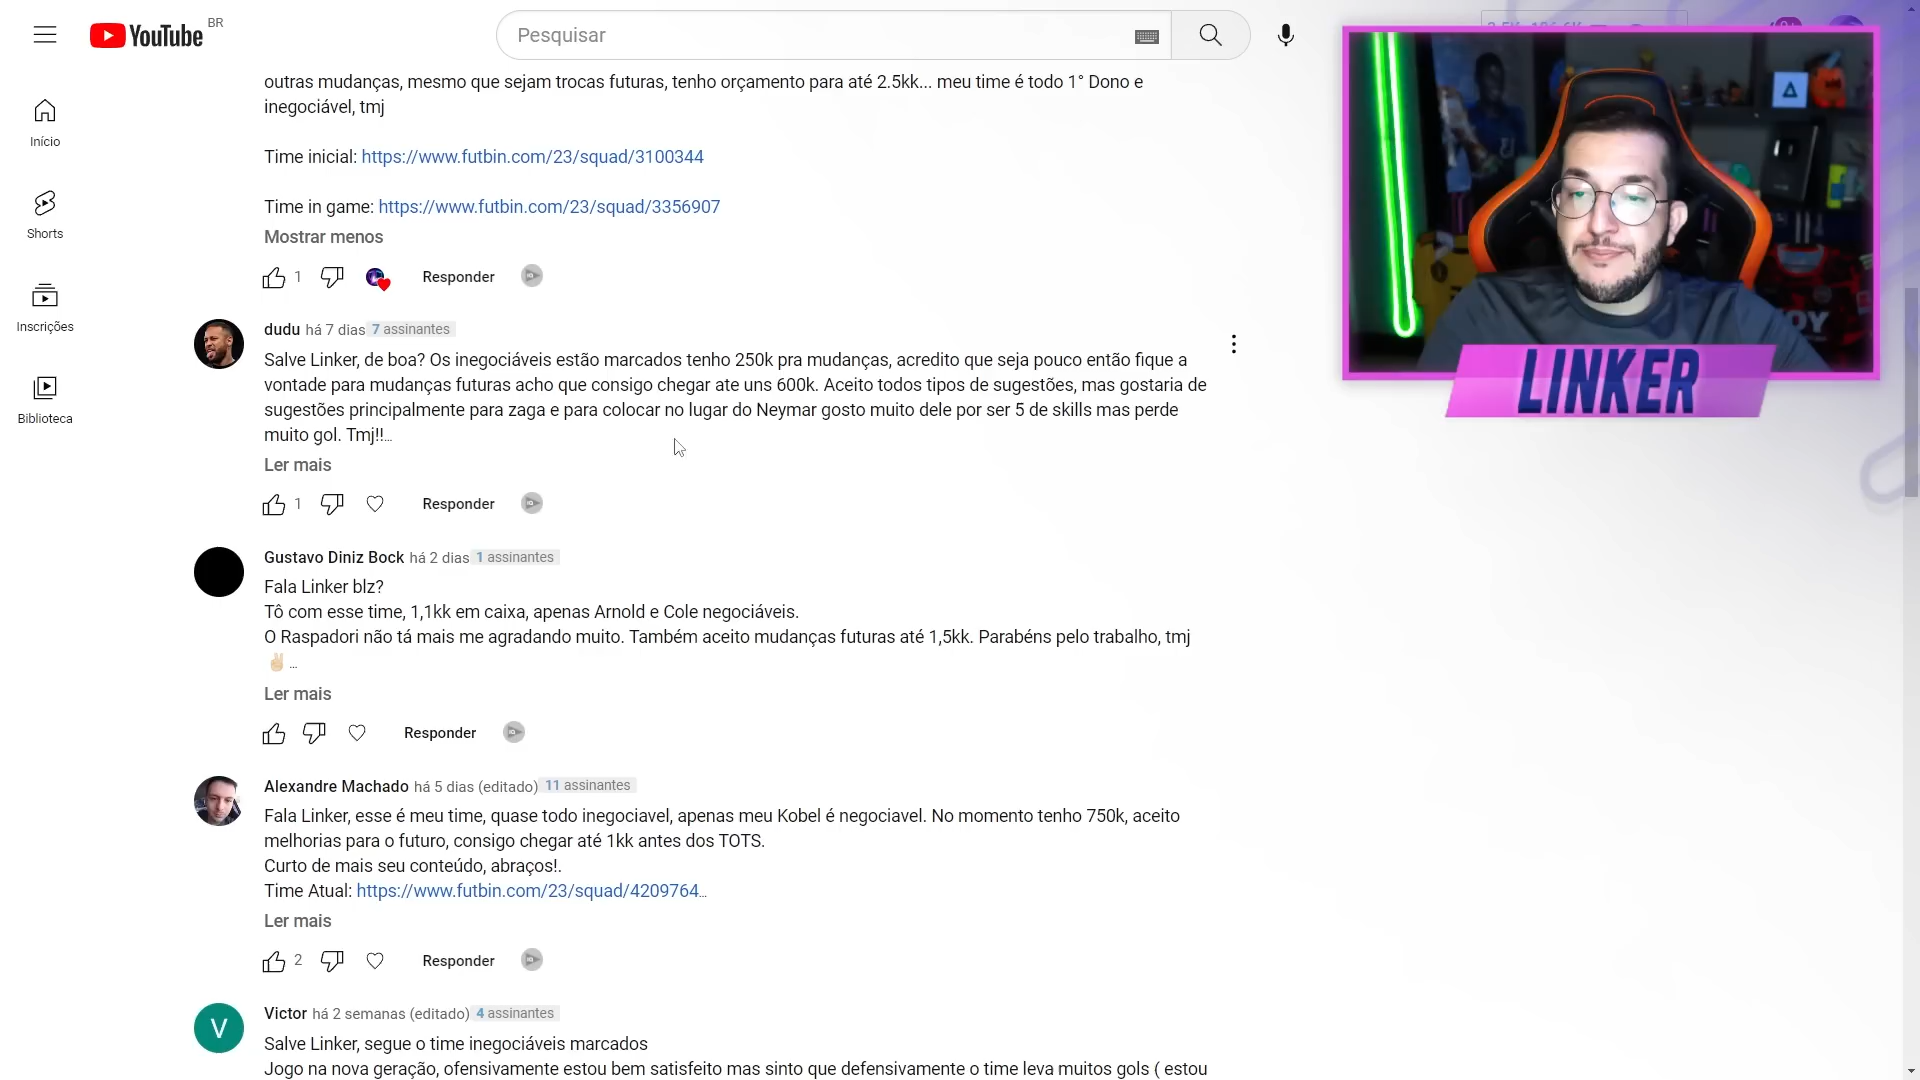 YouTube BR
Pesquisar
Início
Shorts
Inscrições
Biblioteca
outras mudanças, mesmo que sejam trocas futuras, tenho orçamento para até 2.5kk... meu time é todo 1° Dono e
inegociável, tmj
Time inicial: https://www.futbin.com/23/squad/3100344
Time in game: https://www.futbin.com/23/squad/3356907
Mostrar menos
1 Responder
dudu há 7 dias 7 assinantes
Salve Linker, de boa? Os inegociáveis estão marcados tenho 250k pra mudanças, acredito que seja pouco então fique a
vontade para mudanças futuras acho que consigo chegar ate uns 600k. Aceito todos tipos de sugestões, mas gostaria de
sugestões principalmente para zaga e para colocar no lugar do Neymar gosto muito dele por ser 5 de skills mas perde
muito gol. Tmj!!...
Ler mais
1 Responder
Gustavo Diniz Bock há 2 dias 1 assinantes
Fala Linker blz?
Tô com esse time, 1,1kk em caixa, apenas Arnold e Cole negociáveis.
O Raspadori não tá mais me agradando muito. Também aceito mudanças futuras até 1,5kk. Parabéns pelo trabalho, tmj
✌🏻 ...
Ler mais
Responder
Alexandre Machado há 5 dias (editado) 11 assinantes
Fala Linker, esse é meu time, quase todo inegociavel, apenas meu Kobel é negociavel. No momento tenho 750k, aceito
melhorias para o futuro, consigo chegar até 1kk antes dos TOTS.
Curto de mais seu conteúdo, abraços!.
Time Atual: https://www.futbin.com/23/squad/4209764...
Ler mais
2 Responder
V
Victor há 2 semanas (editado) 4 assinantes
Salve Linker, segue o time inegociáveis marcados
Jogo na nova geração, ofensivamente estou bem satisfeito mas sinto que defensivamente o time leva muitos gols ( estou
LINKER